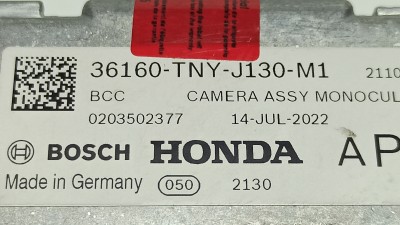 36160-TNY-J130-M1 2110
BCC CAMERA ASSY MONOCUL
0203502377 14-JUL-2022
BOSCH HONDA AP
Made in Germany 050 2130